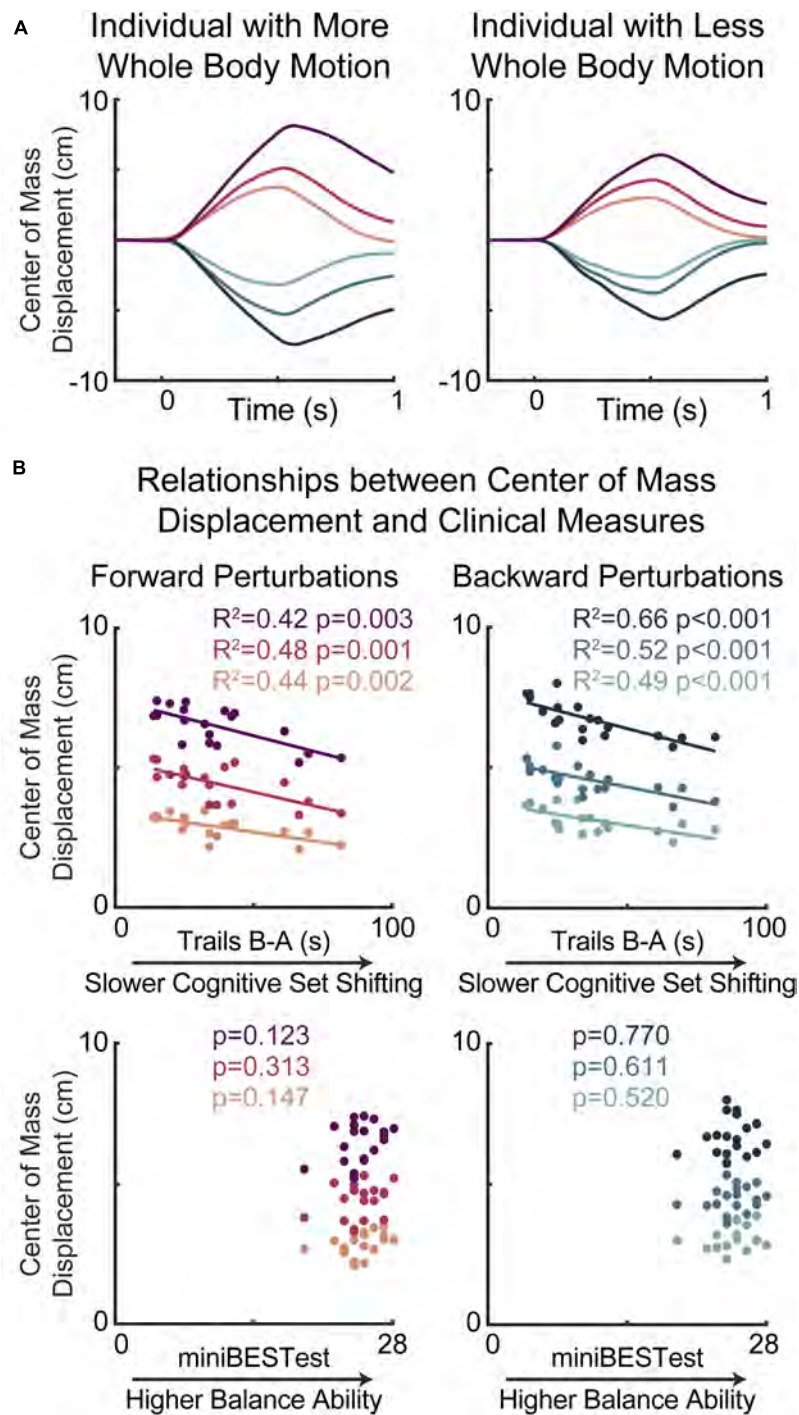 A
Individual with More
Whole Body Motion
Individual with Less
Whole Body Motion
Center of Mass
Displacement (cm)
10
-10
0
1
Time (s)
0
1
Time (s)
B
Relationships between Center of Mass
Displacement and Clinical Measures
Forward Perturbations
Backward Perturbations
Center of Mass
Displacement (cm)
10
R²=0.42 p=0.003
R²=0.48 p=0.001
R²=0.44 p=0.002
0
0
100
Trails B-A (s)
Slower Cognitive Set Shifting
10
R²=0.66 p<0.001
R²=0.52 p<0.001
R²=0.49 p<0.001
0
0
100
Trails B-A (s)
Slower Cognitive Set Shifting
Center of Mass
Displacement (cm)
10
p=0.123
p=0.313
p=0.147
0
0
28
miniBESTest
Higher Balance Ability
10
p=0.770
p=0.611
p=0.520
0
0
28
miniBESTest
Higher Balance Ability